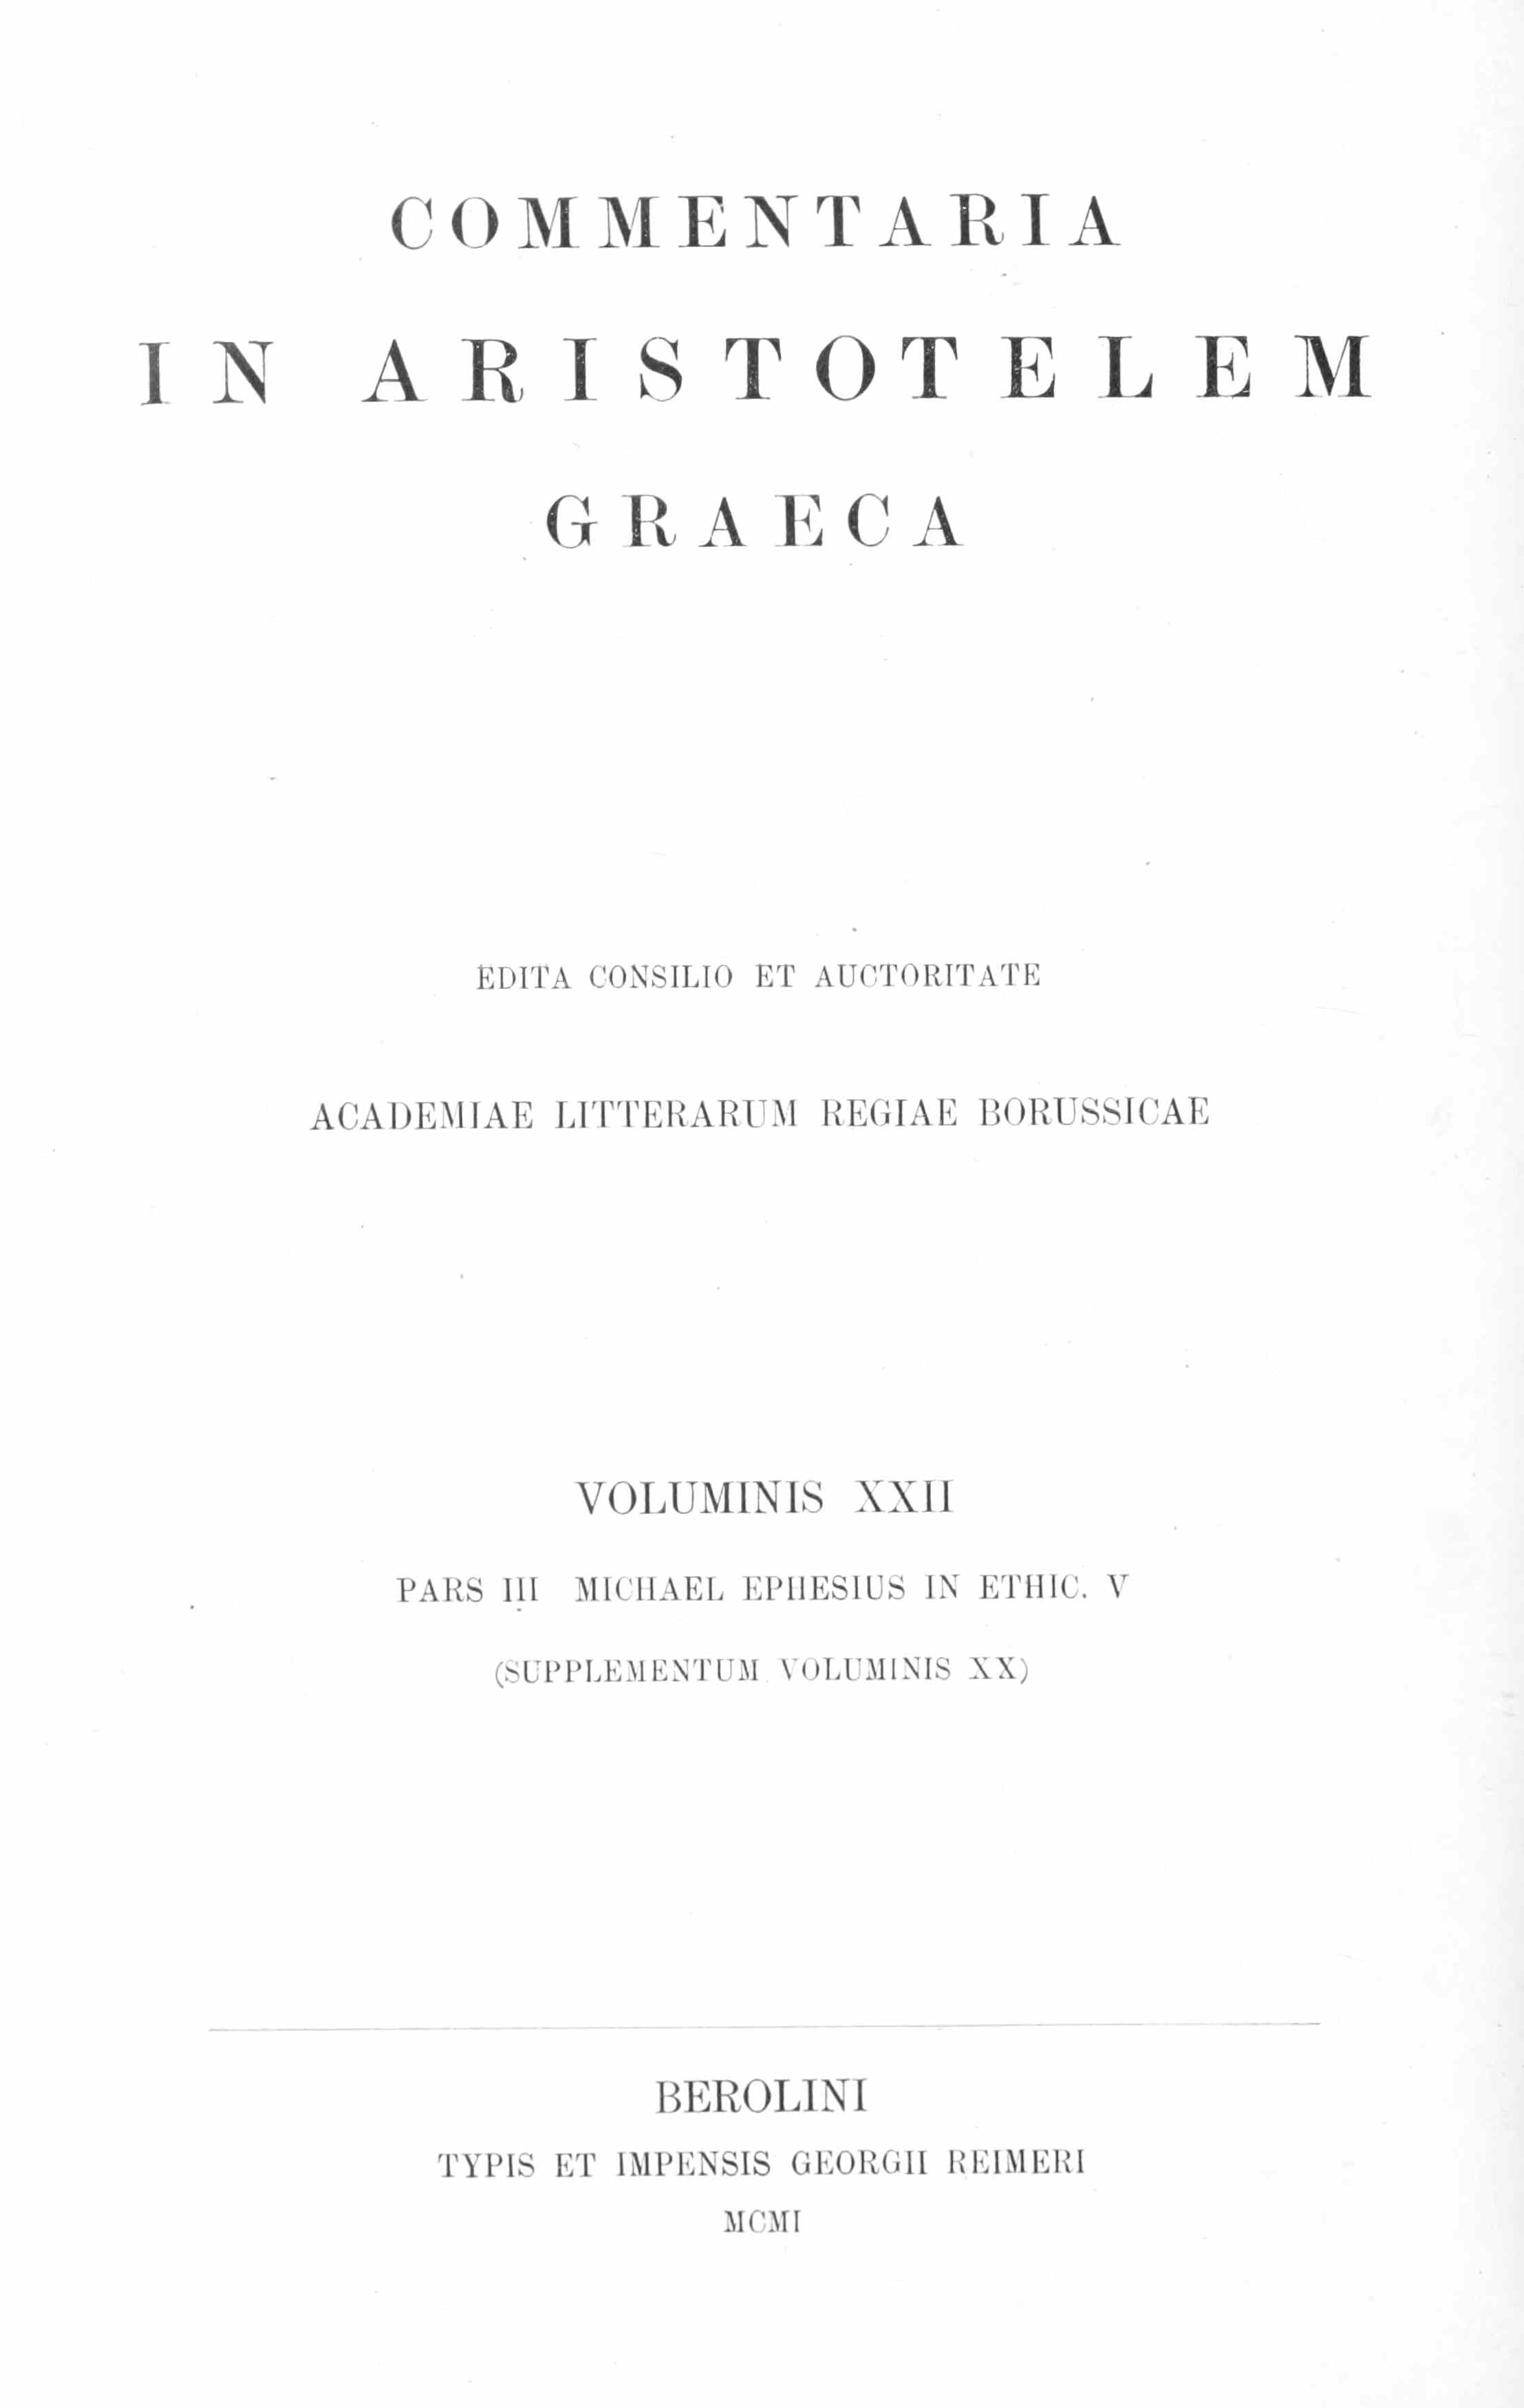 COMMENTARIA
IN ARISTOTELEM
GRAECA
EDITA CONSILIO ET AUCTORITATE
ACADEMIAE LITTERARUM REGIAE BORUSSICAE
VOLUMINIS XXII
PARS III MICHAEL EPHESIUS IN ETHIC. V
(SUPPLEMENTUM VOLUMINIS XX)
BEROLINI
TYPIS ET IMPENSIS GEORGII REIMERI
MCMI